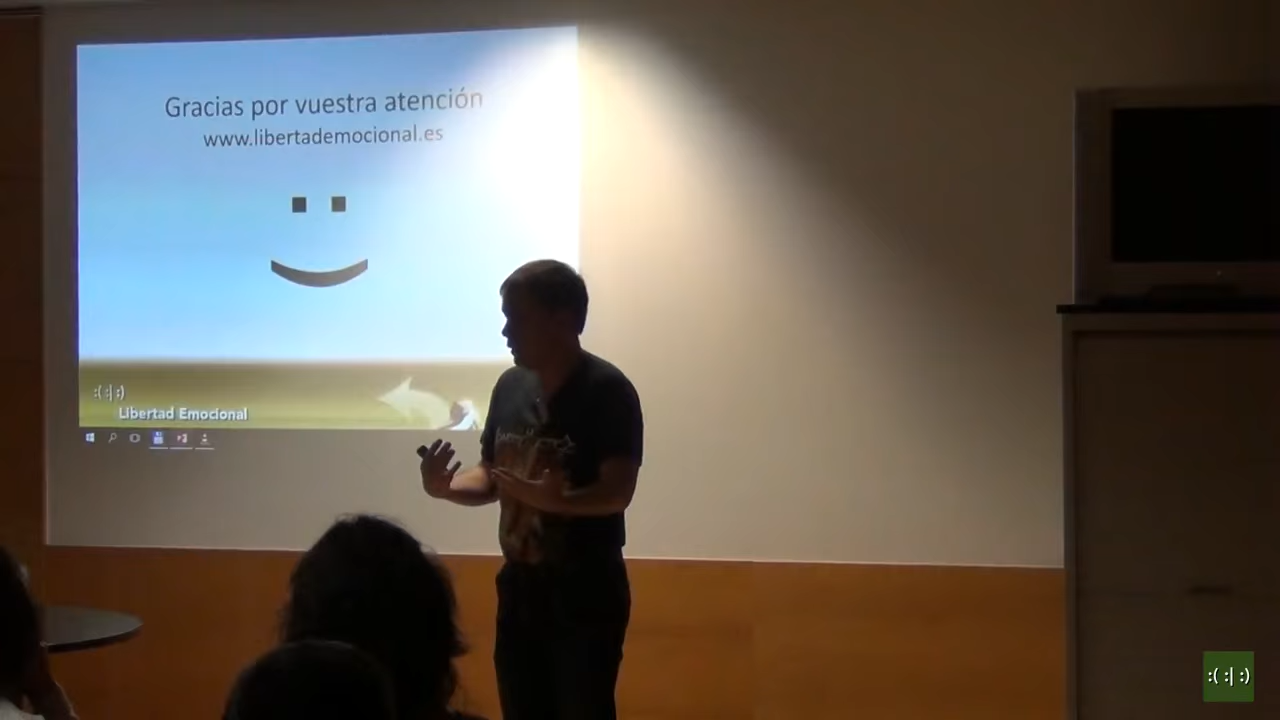 Gracias por vuestra atención
www.libertademocional.es
:( :| :)
Libertad Emocional
:( :| :)